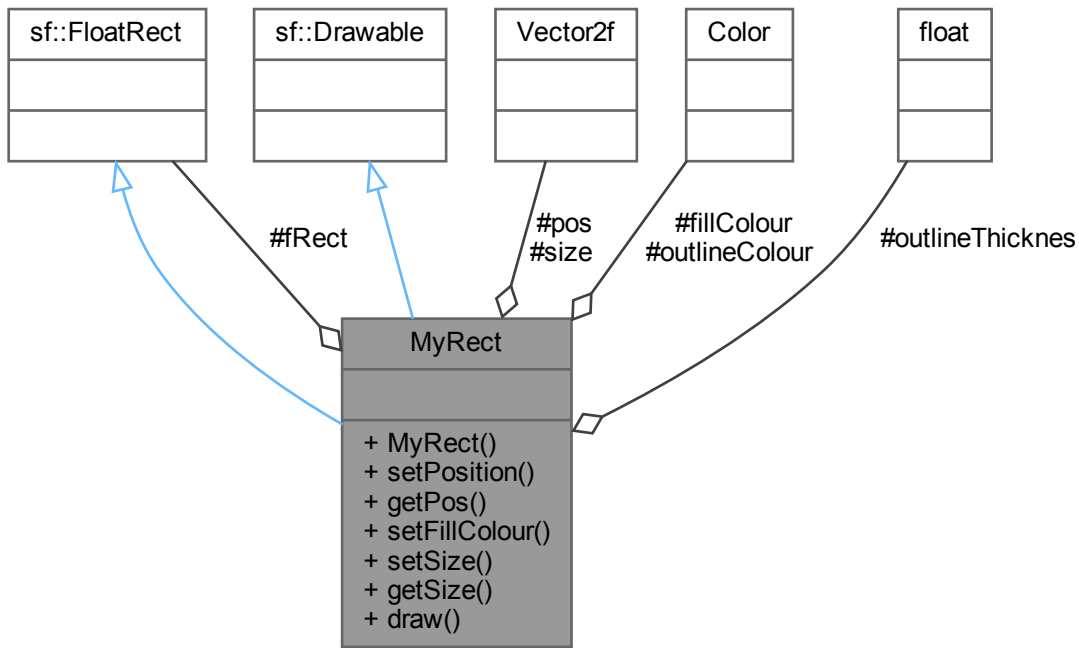 sf::FloatRect
sf::Drawable
Vector2f
Color
float
#fRect
#pos
#size
#fillColour
#outlineColour
#outlineThicknes
MyRect
+ MyRect()
+ setPosition()
+ getPos()
+ setFillColour()
+ setSize()
+ getSize()
+ draw()